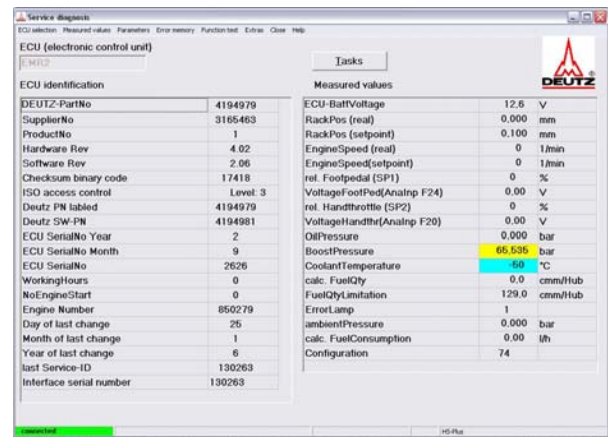 Service diagnosis
ECU selection Measured values Parameters Error memory Function test Extras Close Help
ECU (electronic control unit)
EMR2
Tasks
DEUTZ
ECU identification
Measured values
DEUTZ-PartNo 4194979
SupplierNo 3165463
ProductNo 1
Hardware Rev 4.02
Software Rev 2.06
Checksum binary code 17418
ISO access control Level: 3
Deutz PN labled 4194979
Deutz SW-PN 4194981
ECU SerialNo Year 2
ECU SerialNo Month 9
ECU SerialNo 2626
WorkingHours 0
NoEngineStart 0
Engine Number 850279
Day of last change 25
Month of last change 1
Year of last change 6
last Service-ID 130263
Interface serial number 130263
ECU-BattVoltage 12,6 V
RackPos (real) 0,000 mm
RackPos (setpoint) 0,100 mm
EngineSpeed (real) 0 1/min
EngineSpeed(setpoint) 0 1/min
rel. Footpedal (SP1) 0 %
VoltageFootPed(AnaInp F24) 0,00 V
rel. Handthrottle (SP2) 0 %
VoltageHandthr(AnaInp F20) 0,00 V
OilPressure 0,000 bar
BoostPressure 65,535 bar
CoolantTemperature -50 °C
calc. FuelQty 0,0 cmm/Hub
FuelQtyLimitation 129,0 cmm/Hub
ErrorLamp 1
ambientPressure 0,000 bar
calc. FuelConsumption 0,00 l/h
Configuration 74
connected
HS-Plus